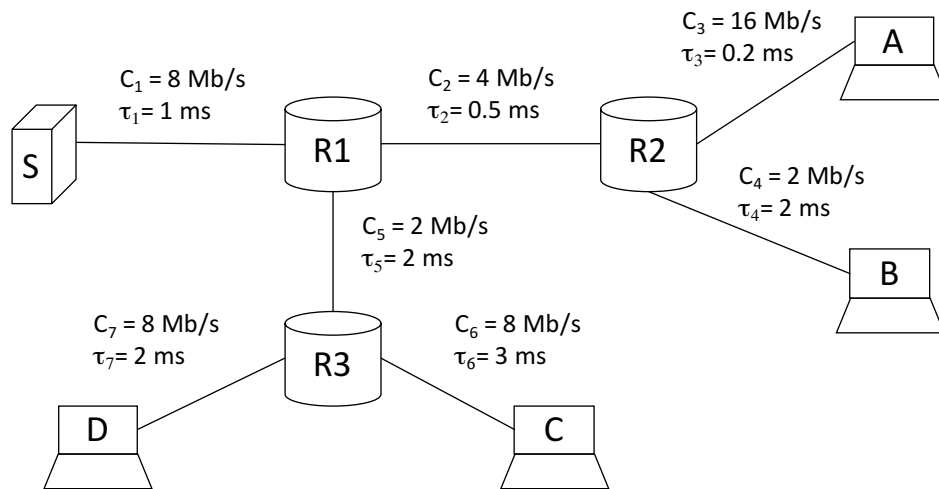 C₃ = 16 Mb/s
τ₃= 0.2 ms
A
C₁ = 8 Mb/s
τ₁= 1 ms
C₂ = 4 Mb/s
τ₂= 0.5 ms
S
R1
R2
C₄ = 2 Mb/s
τ₄= 2 ms
C₅ = 2 Mb/s
τ₅= 2 ms
B
C₇ = 8 Mb/s
τ₇= 2 ms
C₆ = 8 Mb/s
τ₆= 3 ms
R3
D
C